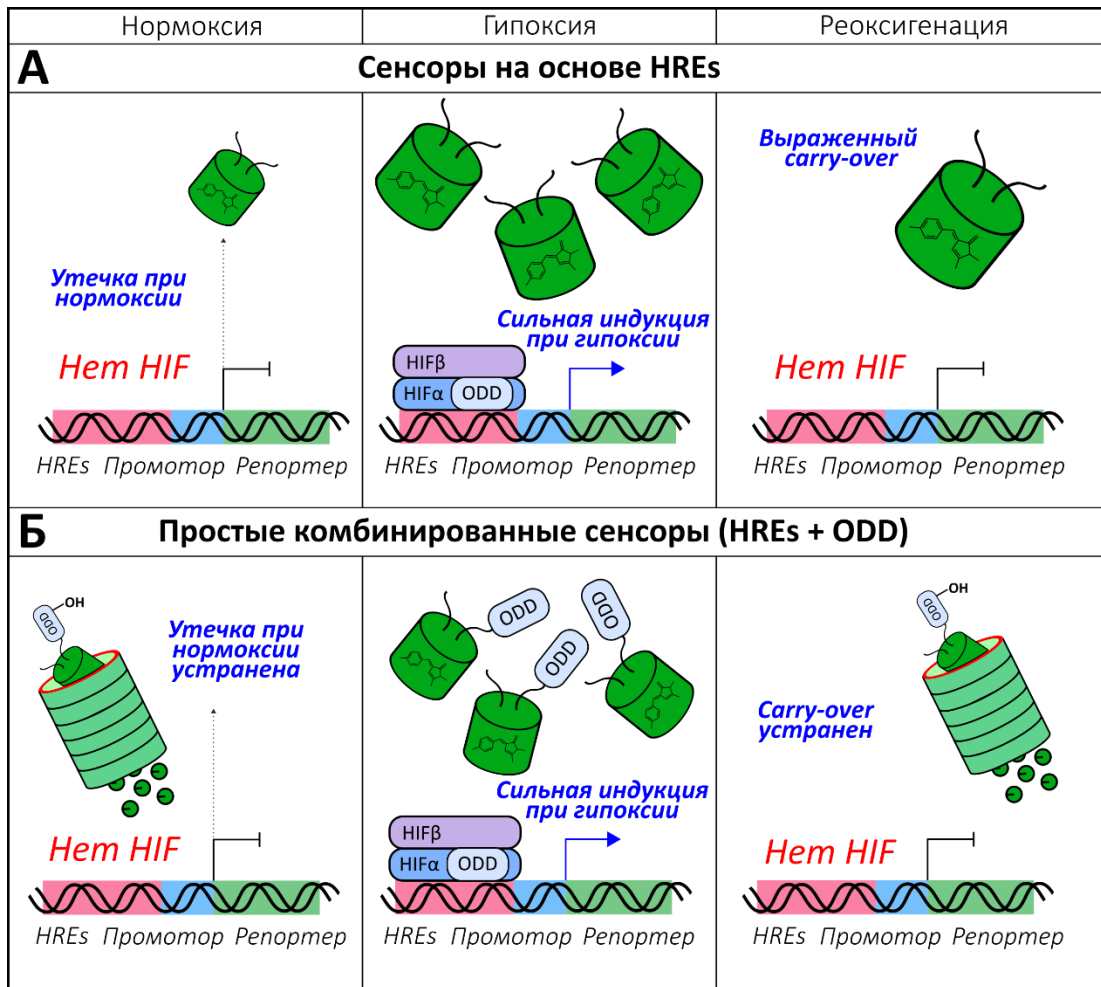 Нормоксия
Гипоксия
Реоксигенация
А
Сенсоры на основе HREs
Утечка при
нормоксии
Нет HIF
HREs Промотор Репортер
Сильная индукция
при гипоксии
HIFβ
HIFα ODD
HREs Промотор Репортер
Выраженный
carry-over
Нет HIF
HREs Промотор Репортер
Б
Простые комбинированные сенсоры (HREs + ODD)
OH
ODD
Утечка при
нормоксии
устранена
Нет HIF
HREs Промотор Репортер
ODD
ODD
ODD
Сильная индукция
при гипоксии
HIFβ
HIFα ODD
HREs Промотор Репортер
OH
ODD
Carry-over
устранен
Нет HIF
HREs Промотор Репортер